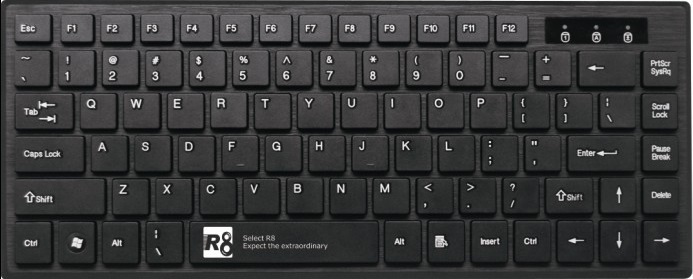 Esc F1 F2 F3 F4 F5 F6 F7 F8 F9 F10 F11 F12 1 A
~ ! @ # $ % ^ & * ( ) — + ← PrtScr
` 1 2 3 4 5 6 7 8 9 0 - = SysRq
Tab Q W E R T Y U I O P { } ¦ Scroll
[ ] \ Lock
Caps Lock A S D F G H J K L : " Enter Pause
; ' Break
⇧Shift Z X C V B N M < > ? ⇧Shift ↑ Delete
, . /
Ctrl Alt ¦ R8 Select R8 Alt Insert Ctrl ← ↓ →
\ Expect the extraordinary